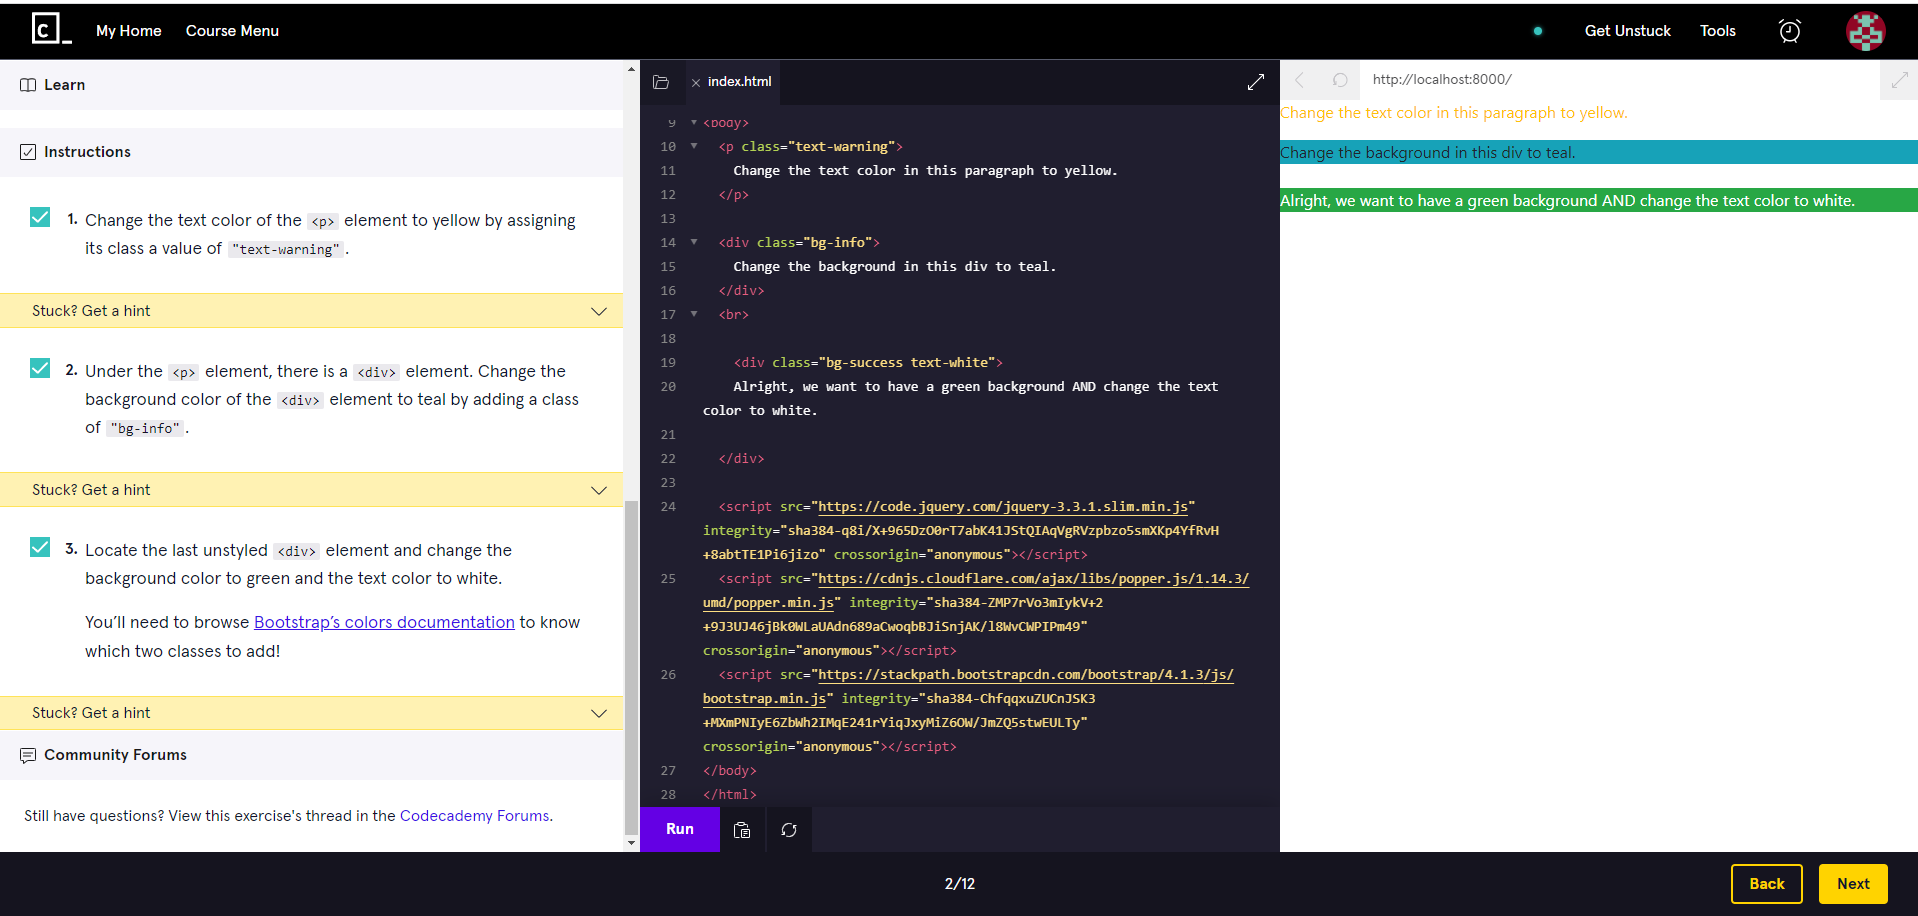 My Home Course Menu Get Unstuck Tools
Learn
Instructions
1. Change the text color of the <p> element to yellow by assigning
its class a value of "text-warning".
Stuck? Get a hint
2. Under the <p> element, there is a <div> element. Change the
background color of the <div> element to teal by adding a class
of "bg-info".
Stuck? Get a hint
3. Locate the last unstyled <div> element and change the
background color to green and the text color to white.
You'll need to browse Bootstrap's colors documentation to know
which two classes to add!
Stuck? Get a hint
Community Forums
Still have questions? View this exercise's thread in the Codecademy Forums.
index.html
9 <body>
10 <p class="text-warning">
11 Change the text color in this paragraph to yellow.
12 </p>
13
14 <div class="bg-info">
15 Change the background in this div to teal.
16 </div>
17 <br>
18
19 <div class="bg-success text-white">
20 Alright, we want to have a green background AND change the text
color to white.
21
22 </div>
23
24 <script src="https://code.jquery.com/jquery-3.3.1.slim.min.js"
integrity="sha384-q8i/X+965DzO0rT7abK41JStQIAqVgRVzpbzo5smXKp4YfRvH
+8abtTE1Pi6jizo" crossorigin="anonymous"></script>
25 <script src="https://cdnjs.cloudflare.com/ajax/libs/popper.js/1.14.3/
umd/popper.min.js" integrity="sha384-ZMP7rVo3mIykV+2
+9J3UJ46jBk0WLaUAdn689aCwoqbBJiSnjAK/l8WvCWPIPm49"
crossorigin="anonymous"></script>
26 <script src="https://stackpath.bootstrapcdn.com/bootstrap/4.1.3/js/
bootstrap.min.js" integrity="sha384-ChfqqxuZUCnJSK3
+MXmPNIyE6ZbWh2IMqE241rYiqJxyMiZ6OW/JmZQ5stwEULTy"
crossorigin="anonymous"></script>
27 </body>
28 </html>
Run
http://localhost:8000/
Change the text color in this paragraph to yellow.
Change the background in this div to teal.
Alright, we want to have a green background AND change the text color to white.
2/12
Back Next